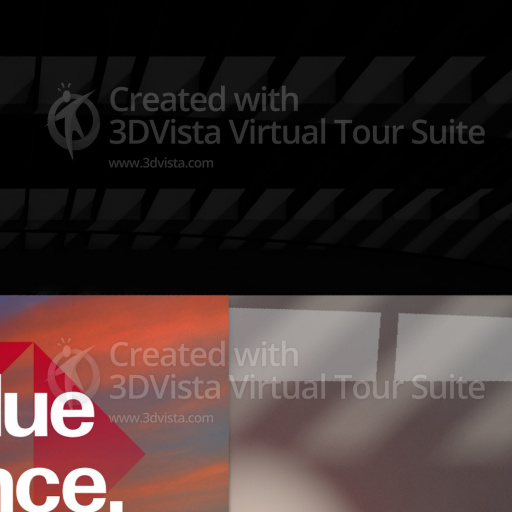 Created with
3DVista Virtual Tour Suite
www.3dvista.com
Created with
3DVista Virtual Tour Suite
www.3dvista.com
lue
nce.